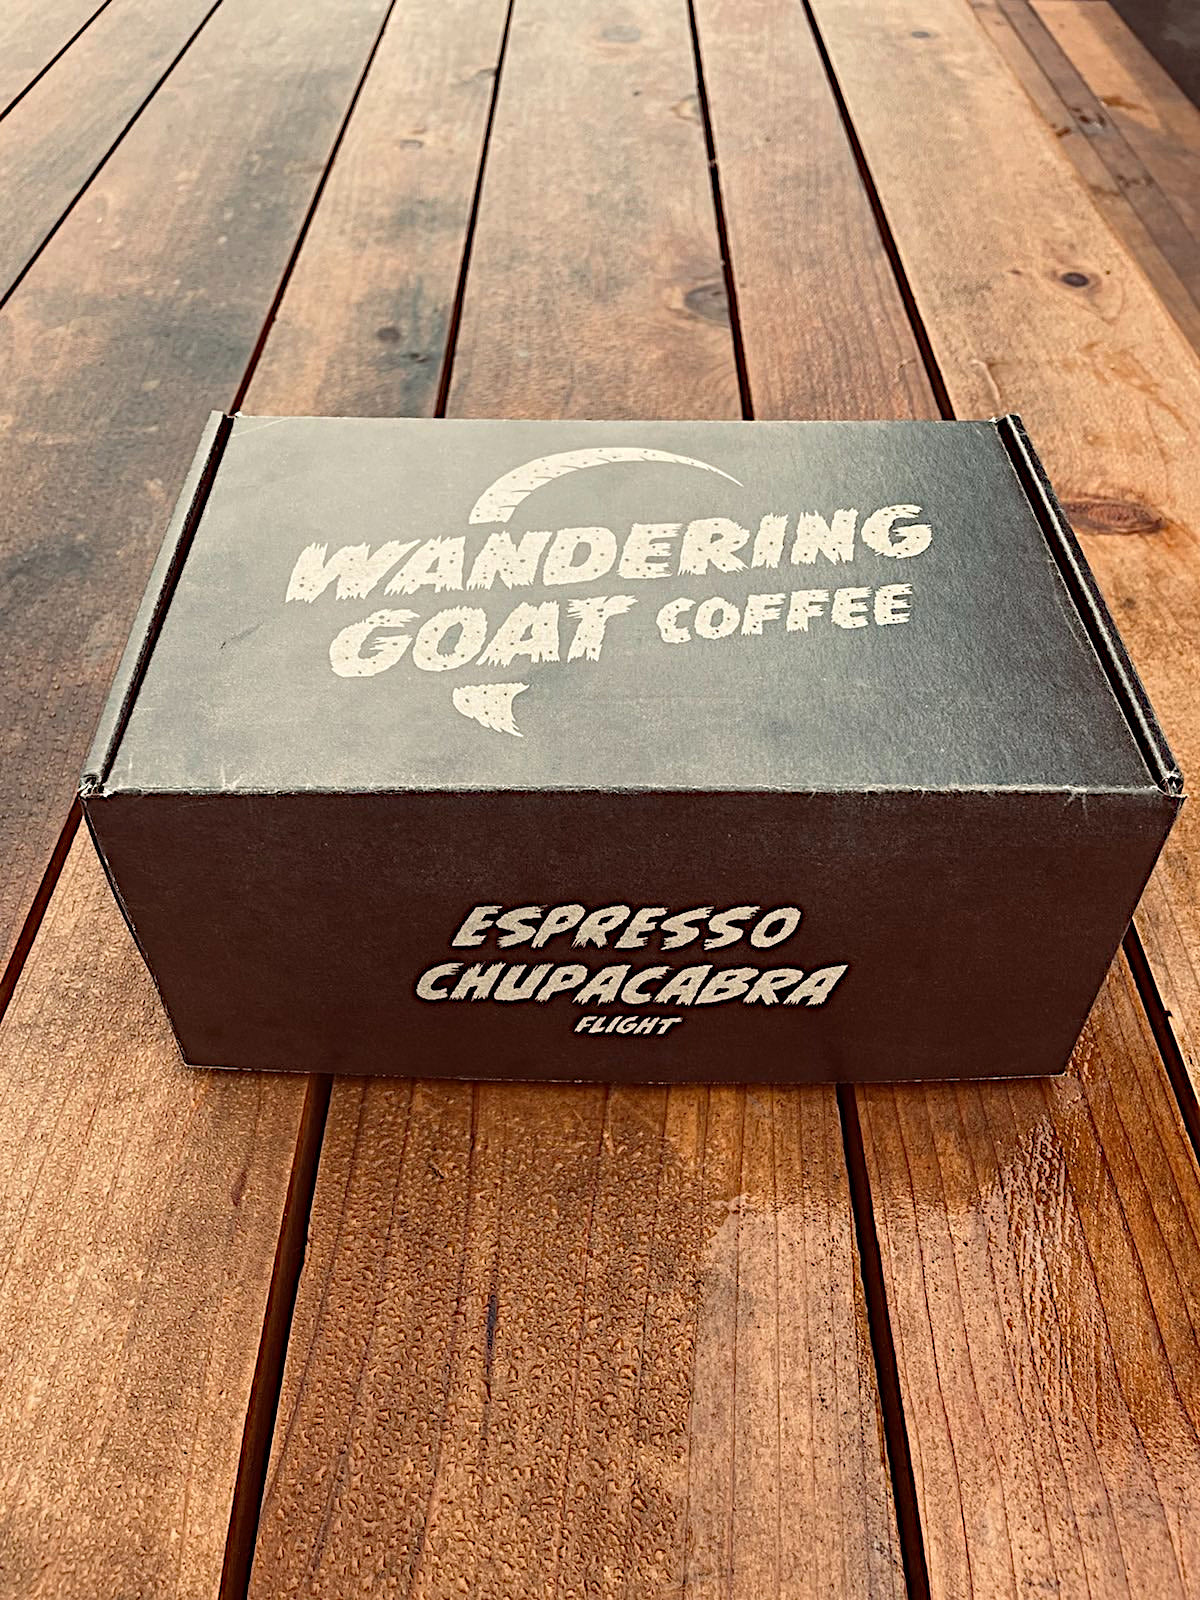 WANDERING
GOAT COFFEE
ESPRESSO
CHUPACABRA
FLIGHT